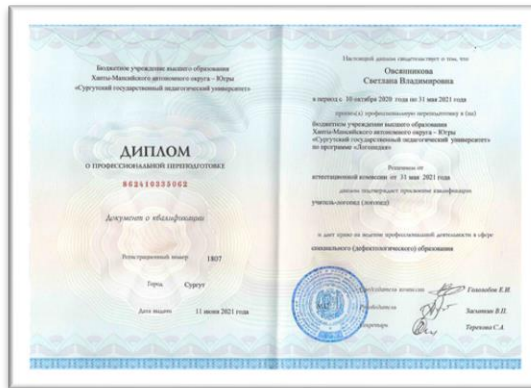 Бюджетное учреждение высшего образования
Ханты-Мансийского автономного округа – Югры
«Сургутский государственный педагогический университет»
ДИПЛОМ
О ПРОФЕССИОНАЛЬНОЙ ПЕРЕПОДГОТОВКЕ
862410333062
Документ о квалификации
Регистрационный номер 1807
Город Сургут
Дата выдачи 11 июня 2021 года
Настоящий диплом свидетельствует о том, что
Овсянникова
Светлана Владимировна
в период с 10 октября 2020 года по 31 мая 2021 года
прошел(а) профессиональную переподготовку в (на)
бюджетном учреждении высшего образования
Ханты-Мансийского автономного округа – Югры
«Сургутский государственный педагогический университет»
по программе «Логопедия»
Решением от
аттестационной комиссии от 31 мая 2021 года
диплом подтверждает присвоение квалификации
учитель-логопед (логопед)
и дает право на ведение профессиональной деятельности в сфере
специального (дефектологического) образования
Председатель комиссии
Руководитель Засыпкин В.П.
Секретарь Терехова С.А.